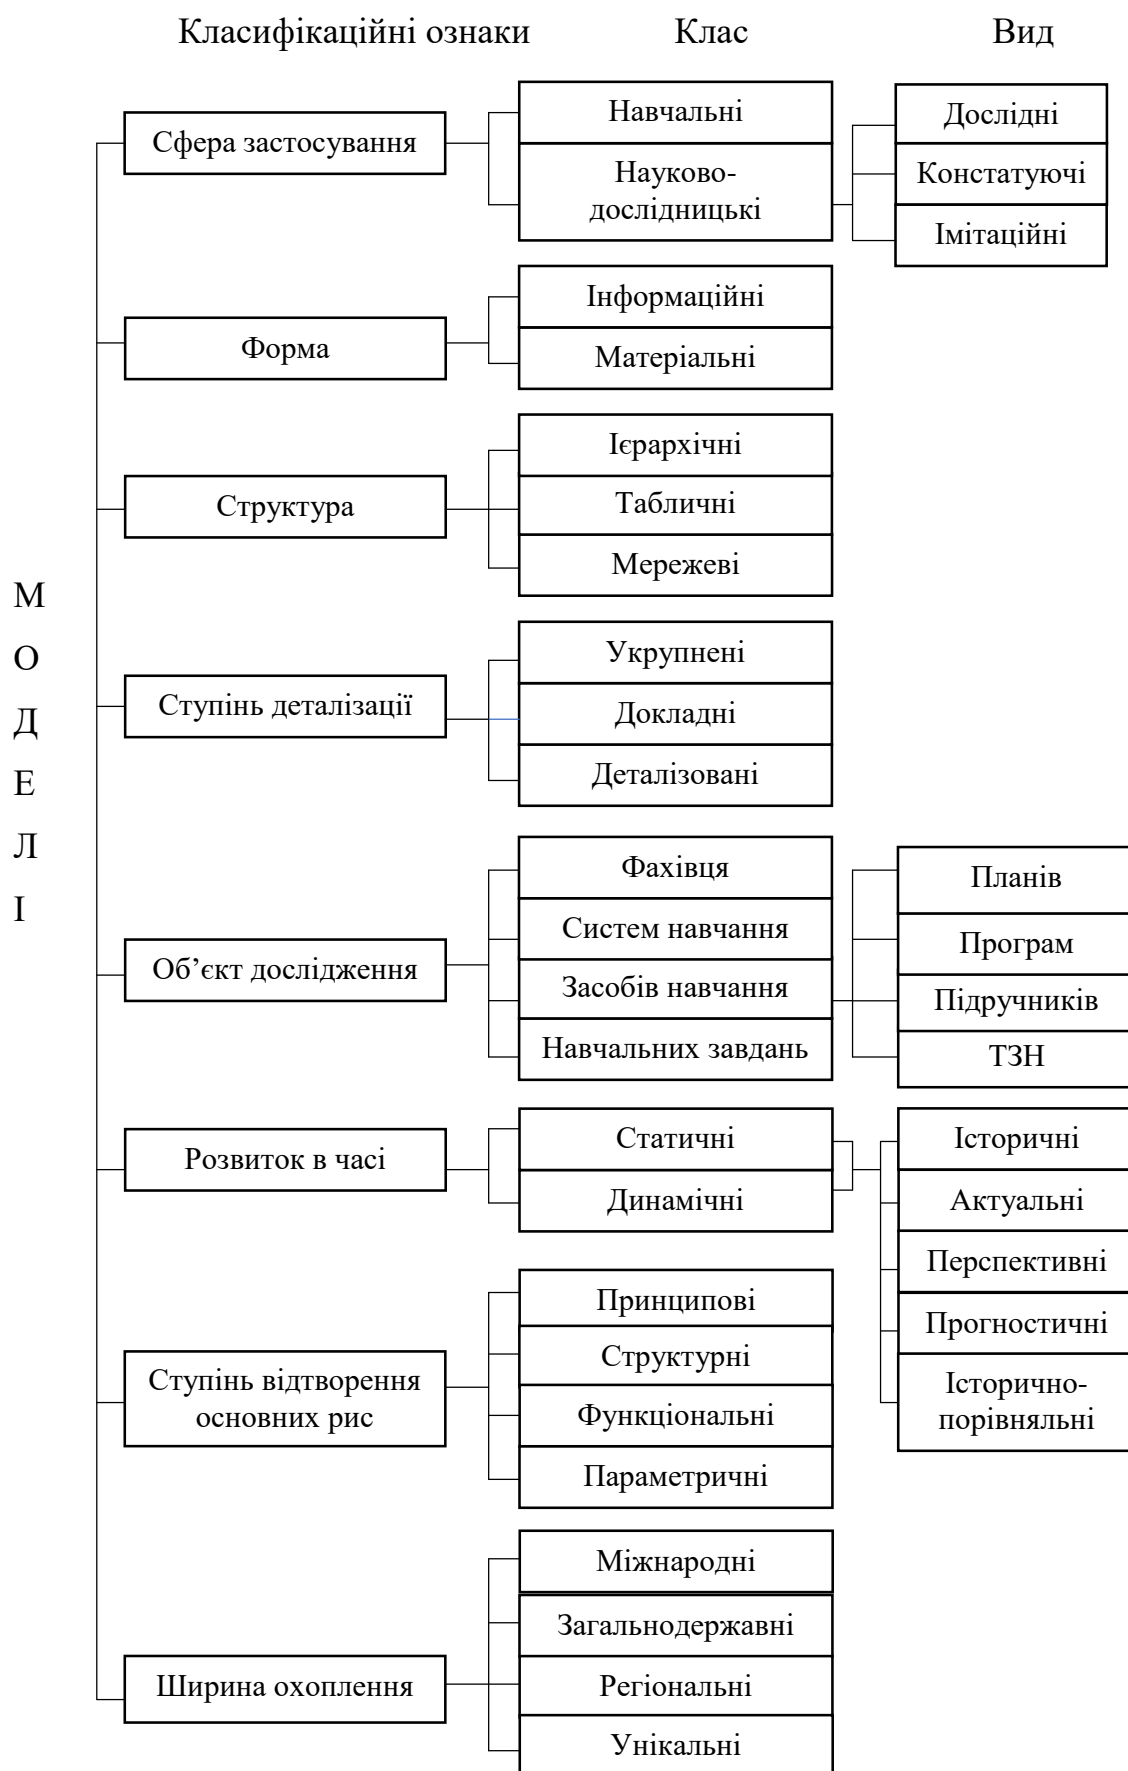 Класифікаційні ознаки Клас Вид
МОДЕЛІ
Сфера застосування
Навчальні
Науково-
дослідницькі
Дослідні
Констатуючі
Імітаційні
Форма
Інформаційні
Матеріальні
Структура
Ієрархічні
Табличні
Мережеві
Ступінь деталізації
Укрупнені
Докладні
Деталізовані
Об’єкт дослідження
Фахівця
Систем навчання
Засобів навчання
Навчальних завдань
Планів
Програм
Підручників
ТЗН
Розвиток в часі
Статичні
Динамічні
Історичні
Актуальні
Перспективні
Прогностичні
Історично-
порівняльні
Ступінь відтворення
основних рис
Принципові
Структурні
Функціональні
Параметричні
Ширина охоплення
Міжнародні
Загальнодержавні
Регіональні
Унікальні